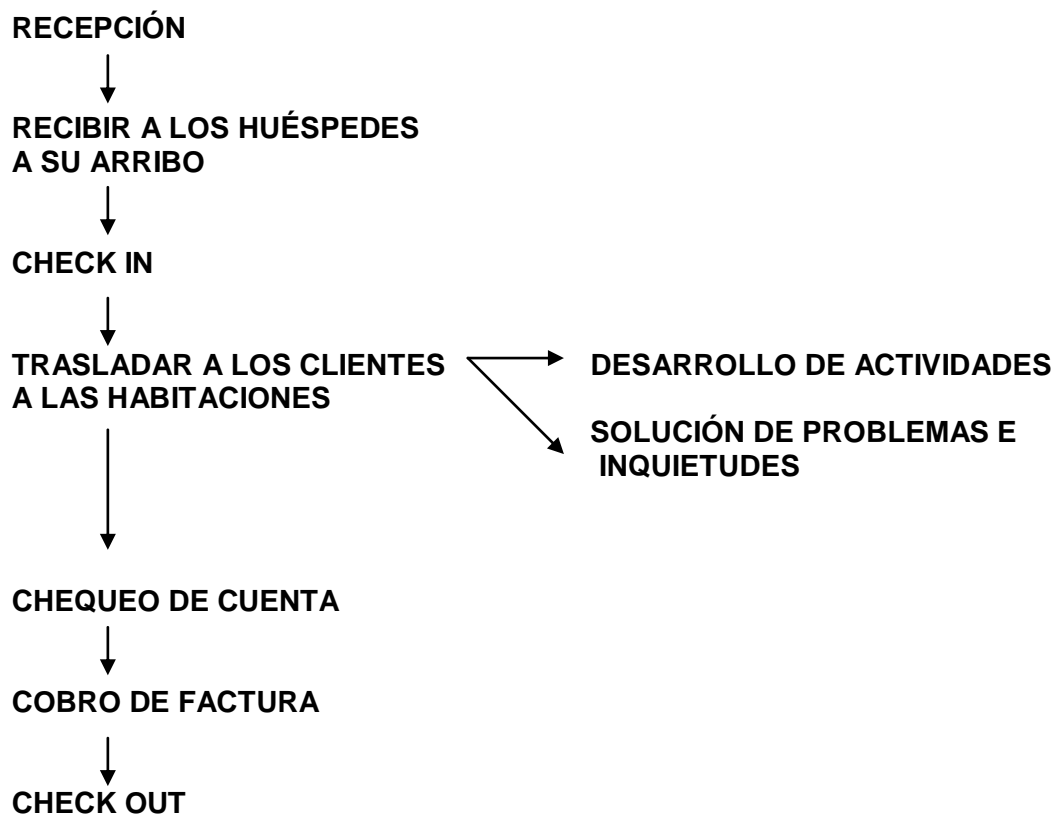 RECEPCIÓN
RECIBIR A LOS HUÉSPEDES
A SU ARRIBO
CHECK IN
TRASLADAR A LOS CLIENTES
A LAS HABITACIONES
DESARROLLO DE ACTIVIDADES
SOLUCIÓN DE PROBLEMAS E
INQUIETUDES
CHEQUEO DE CUENTA
COBRO DE FACTURA
CHECK OUT